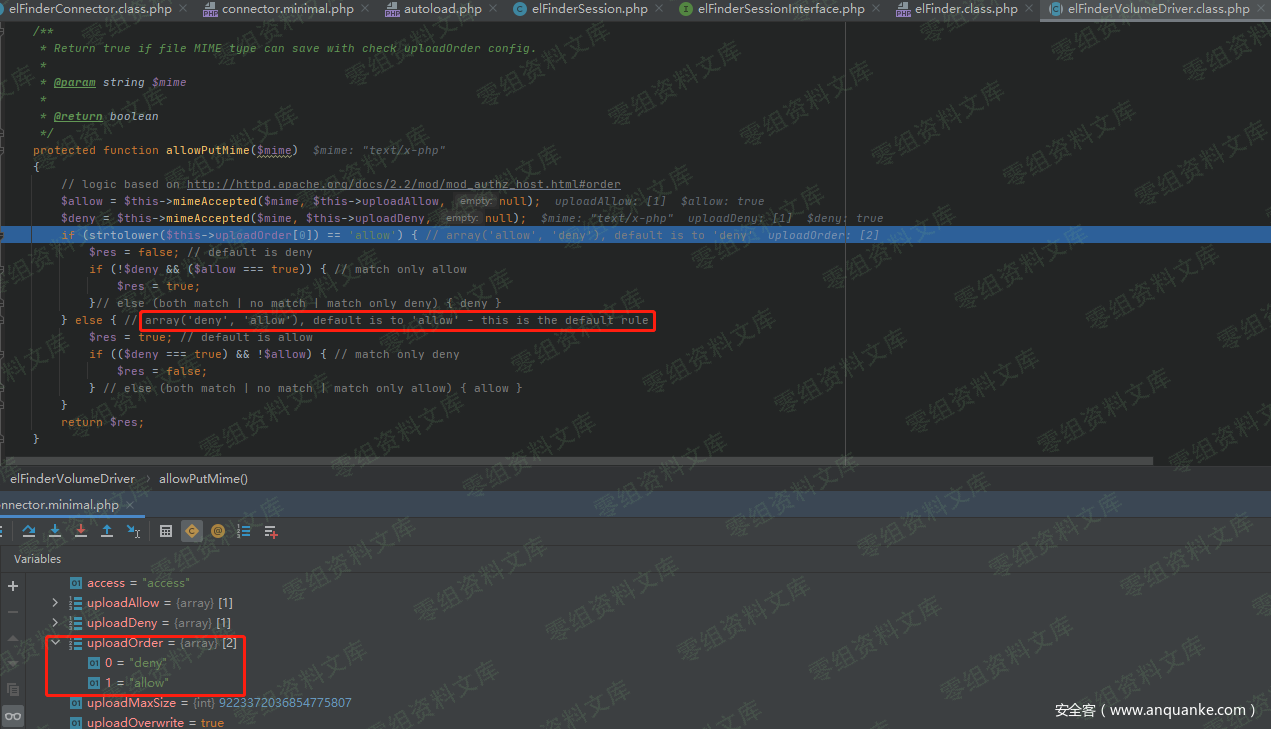 elFinderConnector.class.php × connector.minimal.php × autoload.php × elFinderSession.php × elFinderSessionInterface.php × elFinder.class.php × elFinderVolumeDriver.class.php ×
/**
* Return true if file MIME type can save with check uploadOrder config.
*
* @param string $mime
*
* @return boolean
*/
protected function allowPutMime($mime) $mime: "text/x-php"
{
// logic based on http://httpd.apache.org/docs/2.2/mod/mod_authz_host.html#order
$allow = $this->mimeAccepted($mime, $this->uploadAllow, empty: null); uploadAllow: [1] $allow: true
$deny = $this->mimeAccepted($mime, $this->uploadDeny, empty: null); $mime: "text/x-php" uploadDeny: [1] $deny: true
if (strtolower($this->uploadOrder[0]) == 'allow') { // array('allow', 'deny'), default is to 'deny' uploadOrder: [2]
$res = false; // default is deny
if (!$deny && ($allow === true)) { // match only allow
$res = true;
}// else (both match | no match | match only deny) { deny }
} else { // array('deny', 'allow'), default is to 'allow' - this is the default rule
$res = true; // default is allow
if (($deny === true) && !$allow) { // match only deny
$res = false;
} // else (both match | no match | match only allow) { allow }
}
return $res;
}
elFinderVolumeDriver › allowPutMime()
onnector.minimal.php ×
Variables
access = "access"
uploadAllow = {array} [1]
uploadDeny = {array} [1]
uploadOrder = {array} [2]
0 = "deny"
1 = "allow"
uploadMaxSize = {int} 9223372036854775807
uploadOverwrite = true
安全客 ( www.anquanke.com )
零组资料文库